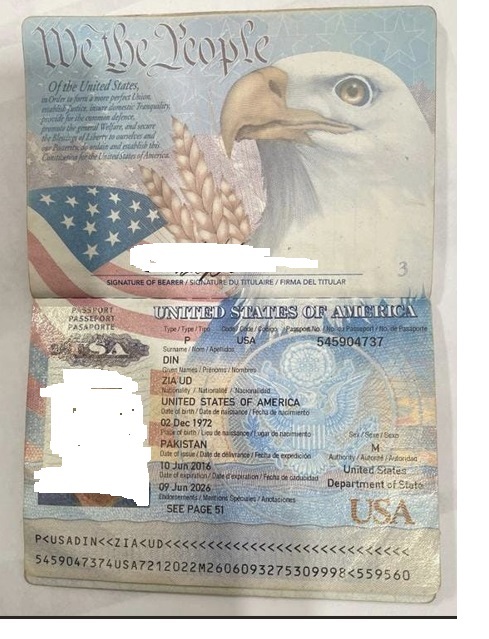 We the People
Of the United States,
in Order to form a more perfect Union,
establish Justice, insure domestic Tranquility,
provide for the common defence,
promote the general Welfare, and secure
the Blessings of Liberty to ourselves and
our Posterity, do ordain and establish this
Constitution for the United States of America.
3
SIGNATURE OF BEARER / SIGNATURE DU TITULAIRE / FIRMA DEL TITULAR
PASSPORT
PASSEPORT
PASAPORTE
USA
UNITED STATES OF AMERICA
Type / Type / Tipo Code / Code / Código Passport No. / No. du Passeport / No. de Pasaporte
P USA 545904737
Surname / Nom / Apellidos
DIN
Given Names / Prénoms / Nombres
ZIA UD
Nationality / Nationalité / Nacionalidad
UNITED STATES OF AMERICA
Date of birth / Date de naissance / Fecha de nacimiento
02 Dec 1972
Place of birth / Lieu de naissance / Lugar de nacimiento Sex / Sexe / Sexo
PAKISTAN M
Date of issue / Date de délivrance / Fecha de expedición Authority / Autorité / Autoridad
10 Jun 2016 United States
Date of expiration / Date d'expiration / Fecha de caducidad Department of State
09 Jun 2026
Endorsements / Mentions Spéciales / Anotaciones
SEE PAGE 51
USA
P<USADIN<<ZIA<UD<<<<<<<<<<<<<<<<<<<<<<<<<<<<
5459047374USA7212022M2606093275309998<559560